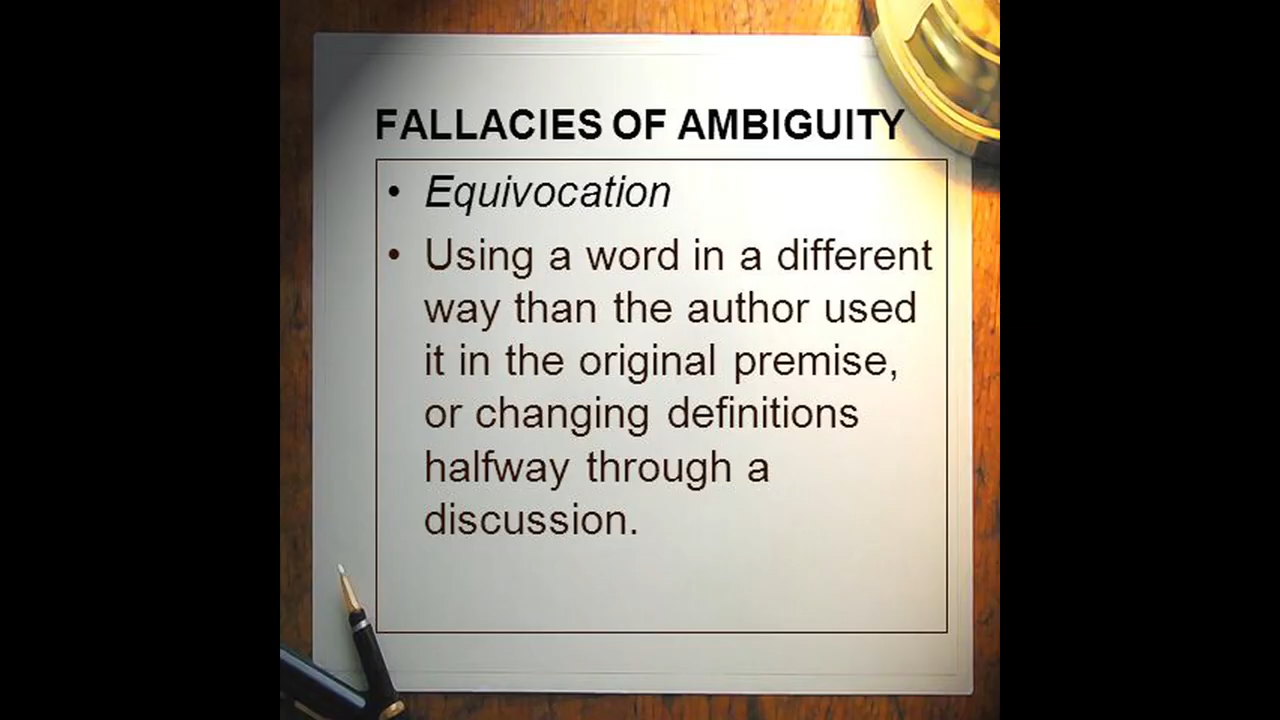 FALLACIES OF AMBIGUITY
• Equivocation
• Using a word in a different
way than the author used
it in the original premise,
or changing definitions
halfway through a
discussion.